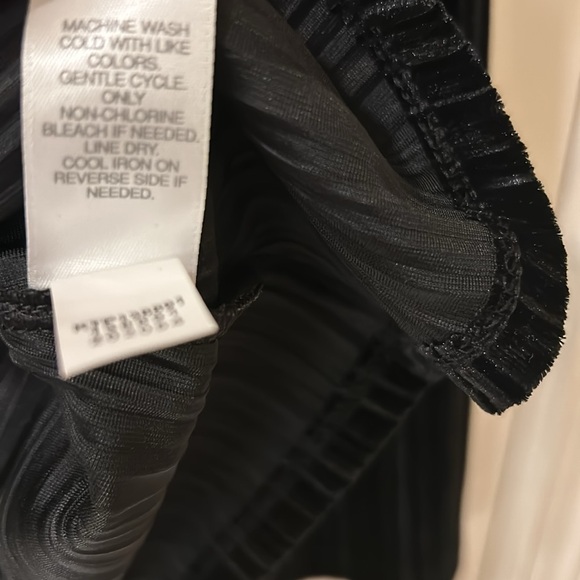 MACHINE WASH
COLD WITH LIKE
COLORS.
GENTLE CYCLE.
ONLY
NON-CHLORINE
BLEACH IF NEEDED.
LINE DRY.
COOL IRON ON
REVERSE SIDE IF
NEEDED.